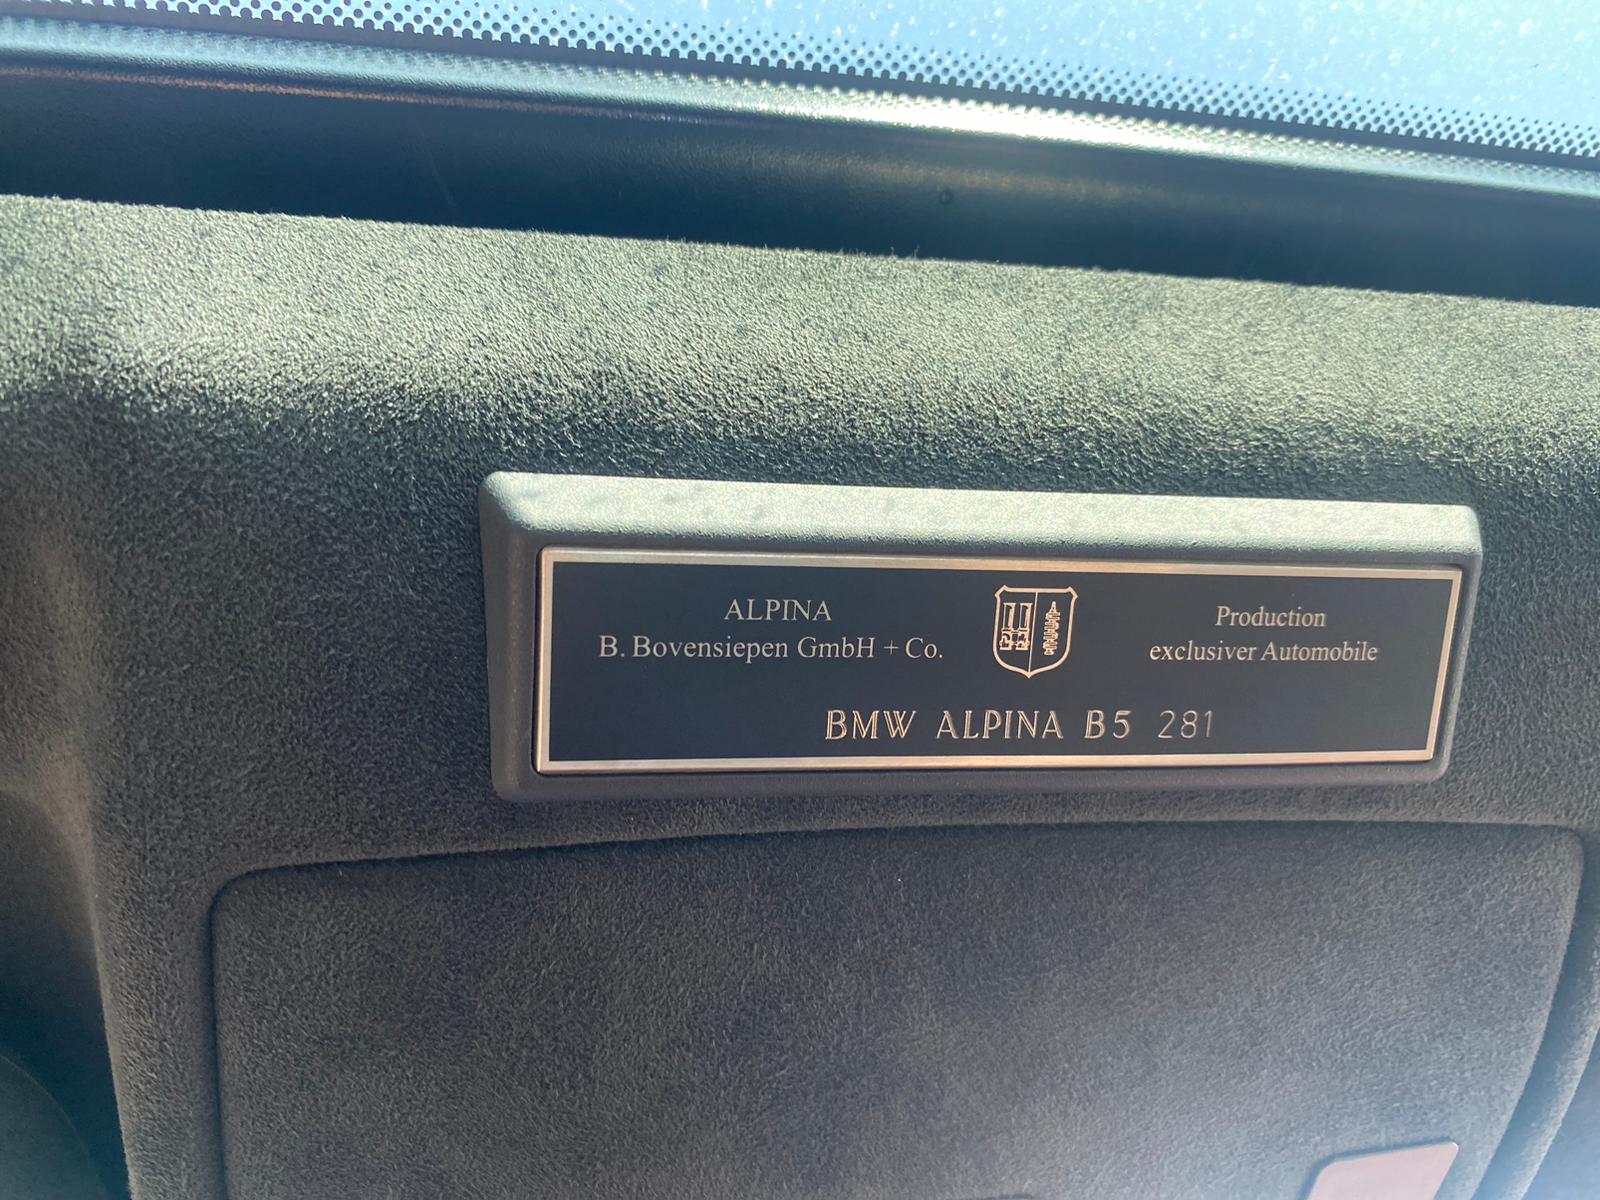 ALPINA
B. Bovensiepen GmbH + Co.
Production
exclusiver Automobile
BMW ALPINA B5 281